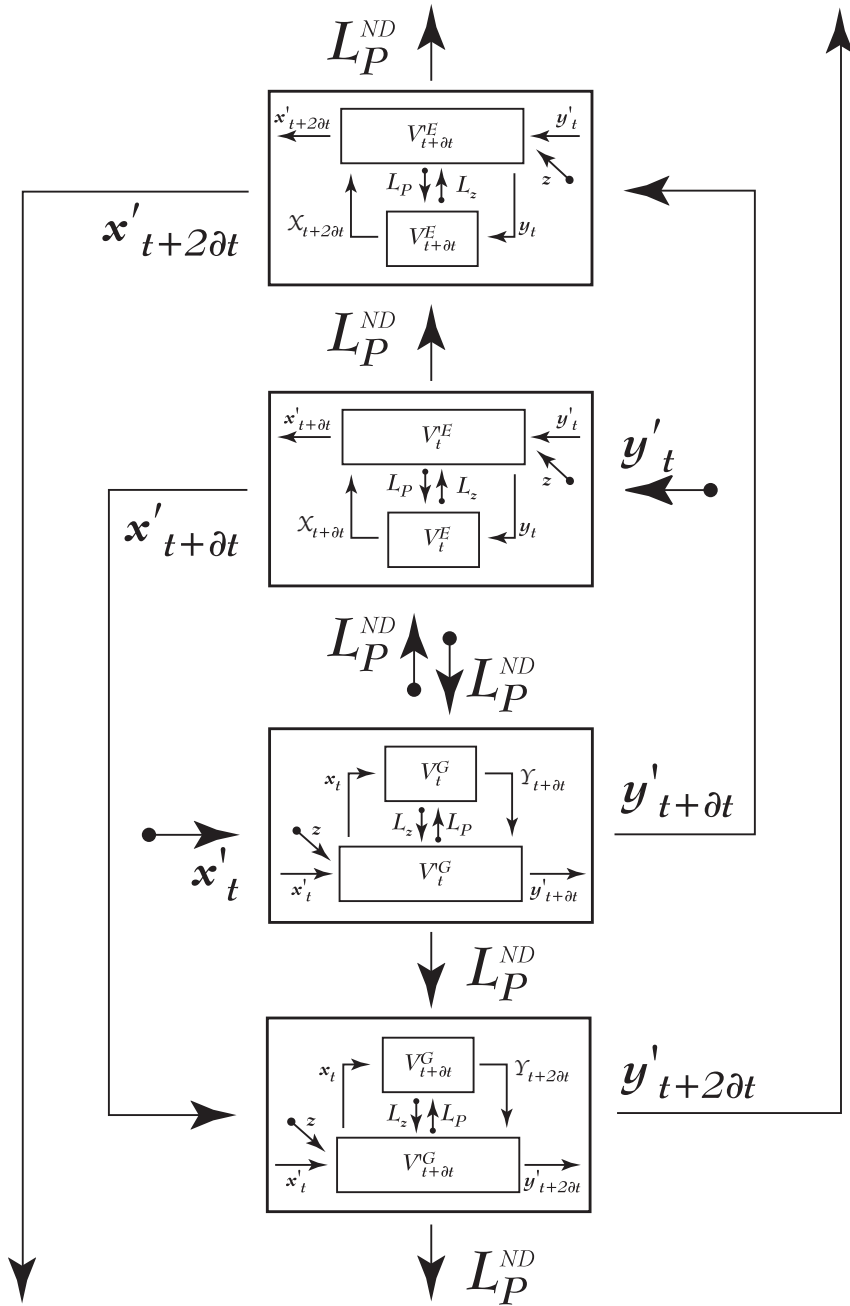 L_P^{ND}
x'_{t+2∂t}
V'^E_{t+∂t}
y'_t
z
L_P
L_z
X_{t+2∂t}
V^E_{t+∂t}
y_t
x'_{t+2∂t}
L_P^{ND}
x'_{t+∂t}
V'^E_t
y'_t
z
L_P
L_z
X_{t+∂t}
V^E_t
y_t
y'_t
x'_{t+∂t}
L_P^{ND}
L_P^{ND}
x_t
V^G_t
Y_{t+∂t}
z
L_z
L_P
x'_t
V'^G_t
y'_{t+∂t}
y'_{t+∂t}
x'_t
L_P^{ND}
x_t
V^G_{t+∂t}
Y_{t+2∂t}
z
L_z
L_P
x'_t
V'^G_{t+∂t}
y'_{t+2∂t}
y'_{t+2∂t}
L_P^{ND}